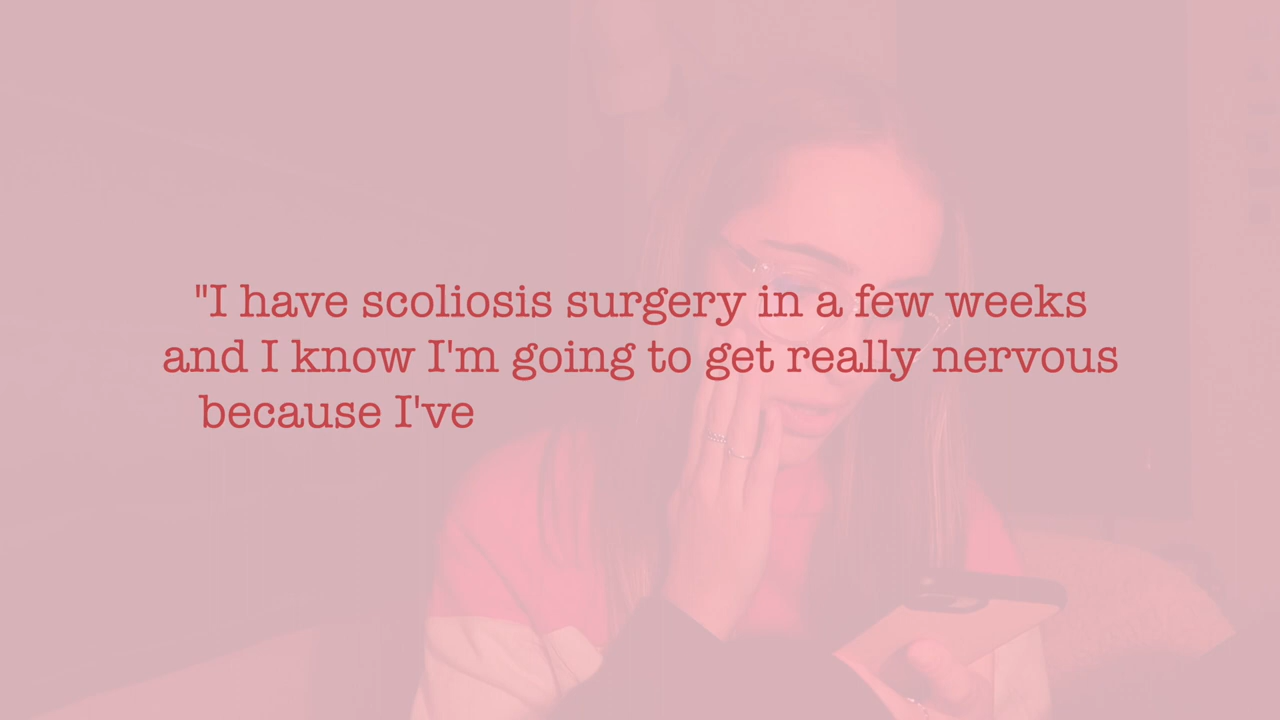 "I have scoliosis surgery in a few weeks
and I know I'm going to get really nervous
because I've